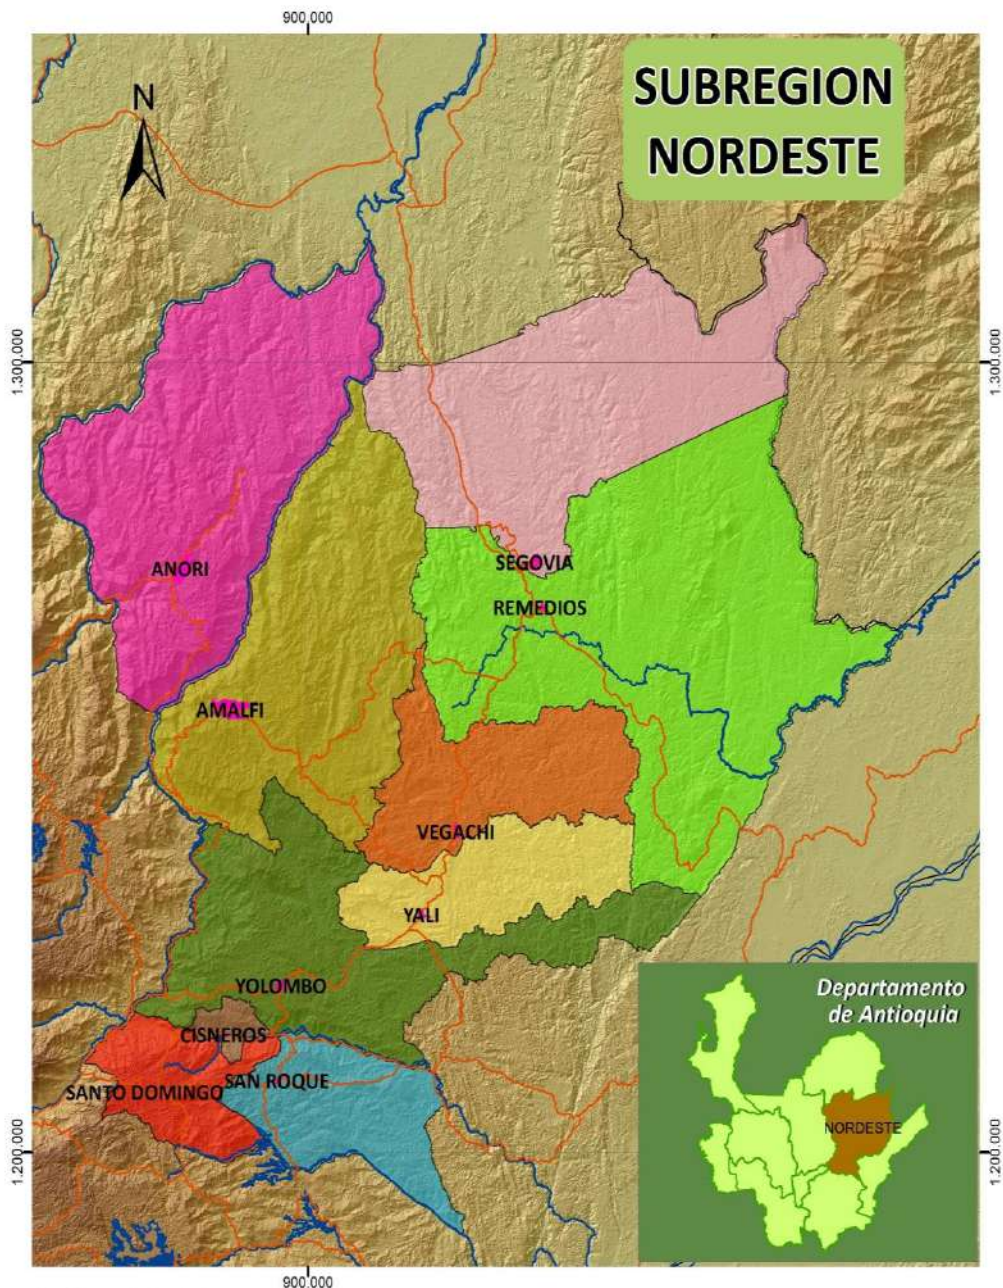 900,000
SUBREGION
NORDESTE
N
1.300.000
1.300.000
SEGOVIA
ANORI
REMEDIOS
AMALFI
VEGACHI
YALI
YOLOMBO
CISNEROS
SAN ROQUE
SANTO DOMINGO
Departamento
de Antioquia
NORDESTE
1.200.000
1.200.000
900,000